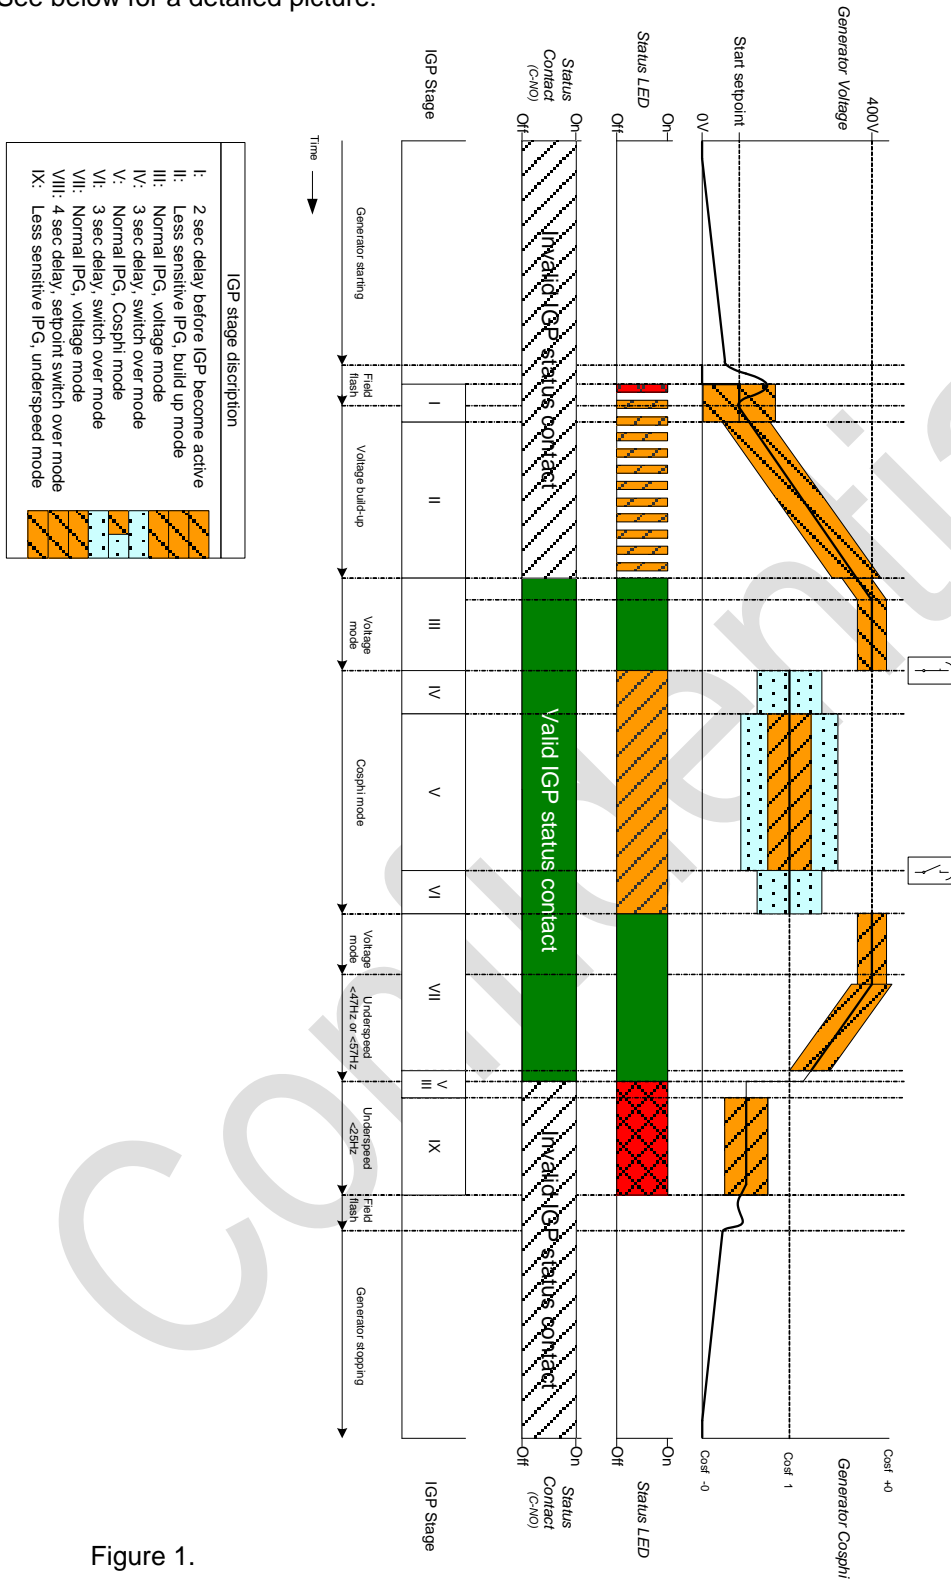 See below for a detailed picture.
Generator Voltage
400V
Start setpoint
0V
Status LED
On
Off
Status
Contact
(C-NO)
On
Off
IGP Stage
Invalid IGP status contact
Valid IGP status contact
Invalid IGP status contact
I
II
III
IV
V
VI
VII
V
III
IX
Generator starting
Field
flash
Voltage build-up
Voltage
mode
Cosphi mode
Voltage
mode
Underspeed
<47Hz or <57Hz
Underspeed
<25Hz
Field
flash
Generator stopping
Time
Generator Cosphi
Cosf +0
Cosf 1
Cosf -0
On
Off
Status LED
On
Off
Status
Contact
(C-NO)
IGP Stage
IGP stage discription
I: 2 sec delay before IGP become active
II: Less sensitive IPG, build up mode
III: Normal IPG, voltage mode
IV: 3 sec delay, switch over mode
V: Normal IPG, Cosphi mode
VI: 3 sec delay, switch over mode
VII: Normal IPG, voltage mode
VIII: 4 sec delay, setpoint switch over mode
IX: Less sensitive IPG, underspeed mode
Confidential
Figure 1.